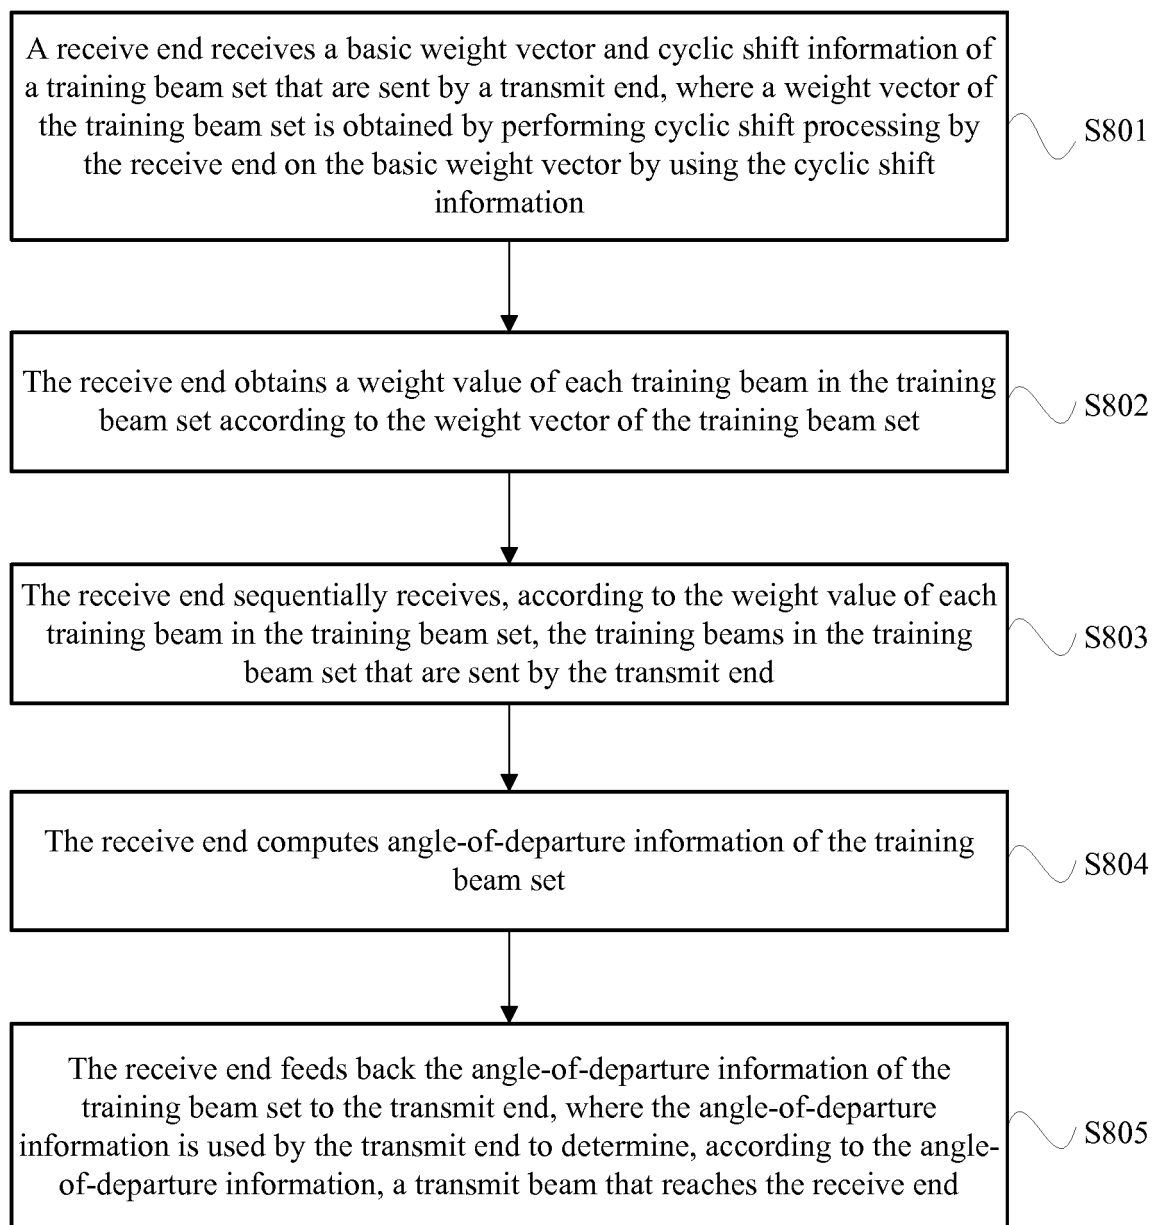 A receive end receives a basic weight vector and cyclic shift information of
a training beam set that are sent by a transmit end, where a weight vector of
the training beam set is obtained by performing cyclic shift processing by
the receive end on the basic weight vector by using the cyclic shift
information
S801
The receive end obtains a weight value of each training beam in the training
beam set according to the weight vector of the training beam set
S802
The receive end sequentially receives, according to the weight value of each
training beam in the training beam set, the training beams in the training
beam set that are sent by the transmit end
S803
The receive end computes angle-of-departure information of the training
beam set
S804
The receive end feeds back the angle-of-departure information of the
training beam set to the transmit end, where the angle-of-departure
information is used by the transmit end to determine, according to the angle-
of-departure information, a transmit beam that reaches the receive end
S805